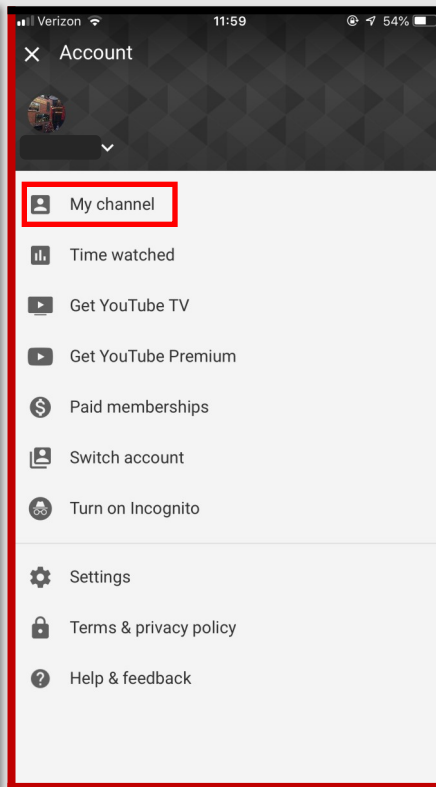 Verizon 11:59 54%
Account
My channel
Time watched
Get YouTube TV
Get YouTube Premium
Paid memberships
Switch account
Turn on Incognito
Settings
Terms & privacy policy
Help & feedback